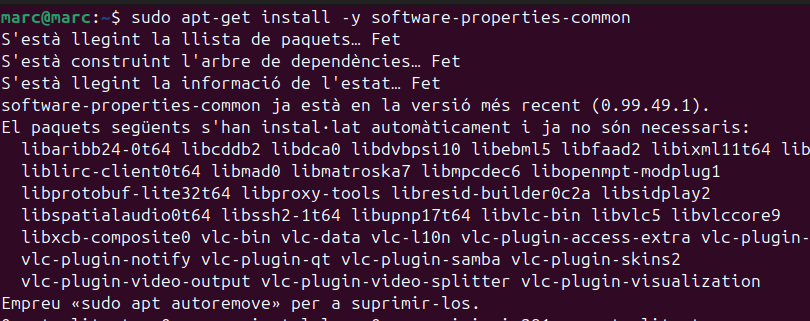 marc@marc:~$ sudo apt-get install -y software-properties-common
S'està llegint la llista de paquets… Fet
S'està construint l'arbre de dependències… Fet
S'està llegint la informació de l'estat… Fet
software-properties-common ja està en la versió més recent (0.99.49.1).
El paquets següents s'han instal·lat automàticament i ja no són necessaris:
libaribb24-0t64 libcddb2 libdca0 libdvbpsi10 libebml5 libfaad2 libixml11t64 lib
liblirc-client0t64 libmad0 libmatroska7 libmpcdec6 libopenmpt-modplug1
libprotobuf-lite32t64 libproxy-tools libresid-builder0c2a libsidplay2
libspatialaudio0t64 libssh2-1t64 libupnp17t64 libvlc-bin libvlc5 libvlccore9
libxcb-composite0 vlc-bin vlc-data vlc-l10n vlc-plugin-access-extra vlc-plugin-
vlc-plugin-notify vlc-plugin-qt vlc-plugin-samba vlc-plugin-skins2
vlc-plugin-video-output vlc-plugin-video-splitter vlc-plugin-visualization
Empreu «sudo apt autoremove» per a suprimir-los.